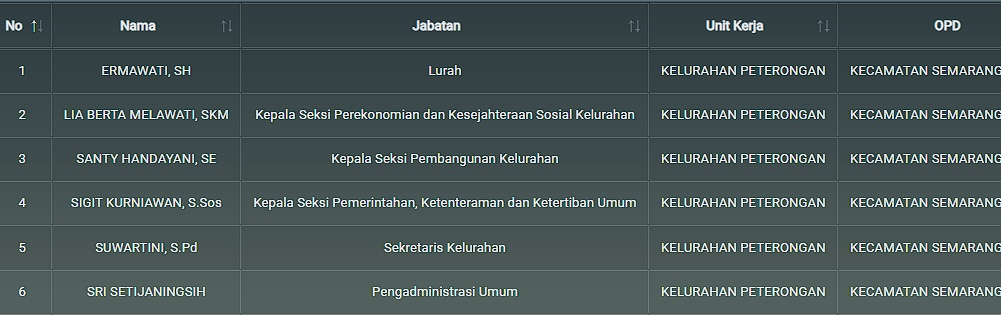 No Nama Jabatan Unit Kerja OPD
1 ERMAWATI, SH Lurah KELURAHAN PETERONGAN KECAMATAN SEMARANG
2 LIA BERTA MELAWATI, SKM Kepala Seksi Perekonomian dan Kesejahteraan Sosial Kelurahan KELURAHAN PETERONGAN KECAMATAN SEMARANG
3 SANTY HANDAYANI, SE Kepala Seksi Pembangunan Kelurahan KELURAHAN PETERONGAN KECAMATAN SEMARANG
4 SIGIT KURNIAWAN, S.Sos Kepala Seksi Pemerintahan, Ketenteraman dan Ketertiban Umum KELURAHAN PETERONGAN KECAMATAN SEMARANG
5 SUWARTINI, S.Pd Sekretaris Kelurahan KELURAHAN PETERONGAN KECAMATAN SEMARANG
6 SRI SETIJANINGSIH Pengadministrasi Umum KELURAHAN PETERONGAN KECAMATAN SEMARANG